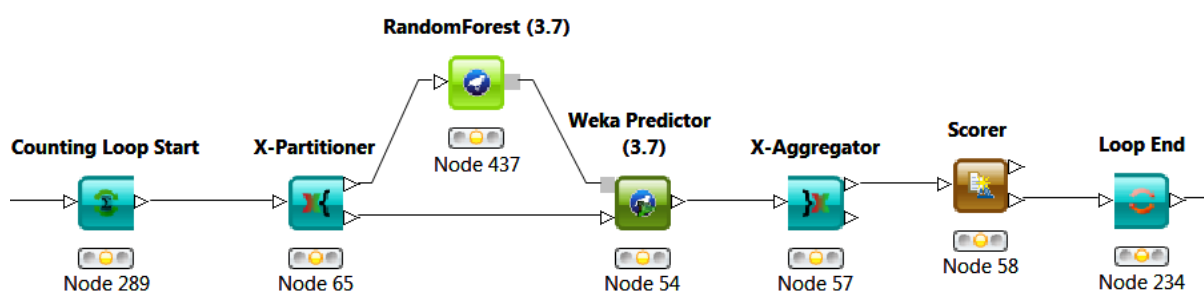 RandomForest (3.7)
Node 437
Counting Loop Start
Node 289
X-Partitioner
Node 65
Weka Predictor
(3.7)
Node 54
X-Aggregator
Node 57
Scorer
Node 58
Loop End
Node 234